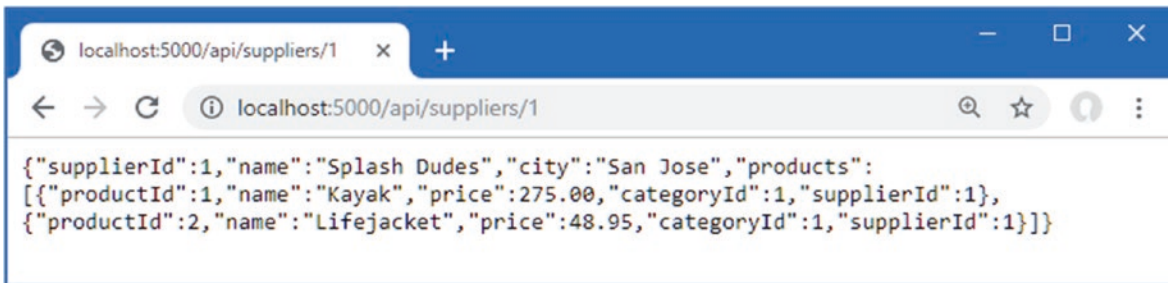 localhost:5000/api/suppliers/1
localhost:5000/api/suppliers/1
{"supplierId":1,"name":"Splash Dudes","city":"San Jose","products":
[{"productId":1,"name":"Kayak","price":275.00,"categoryId":1,"supplierId":1},
{"productId":2,"name":"Lifejacket","price":48.95,"categoryId":1,"supplierId":1}]}